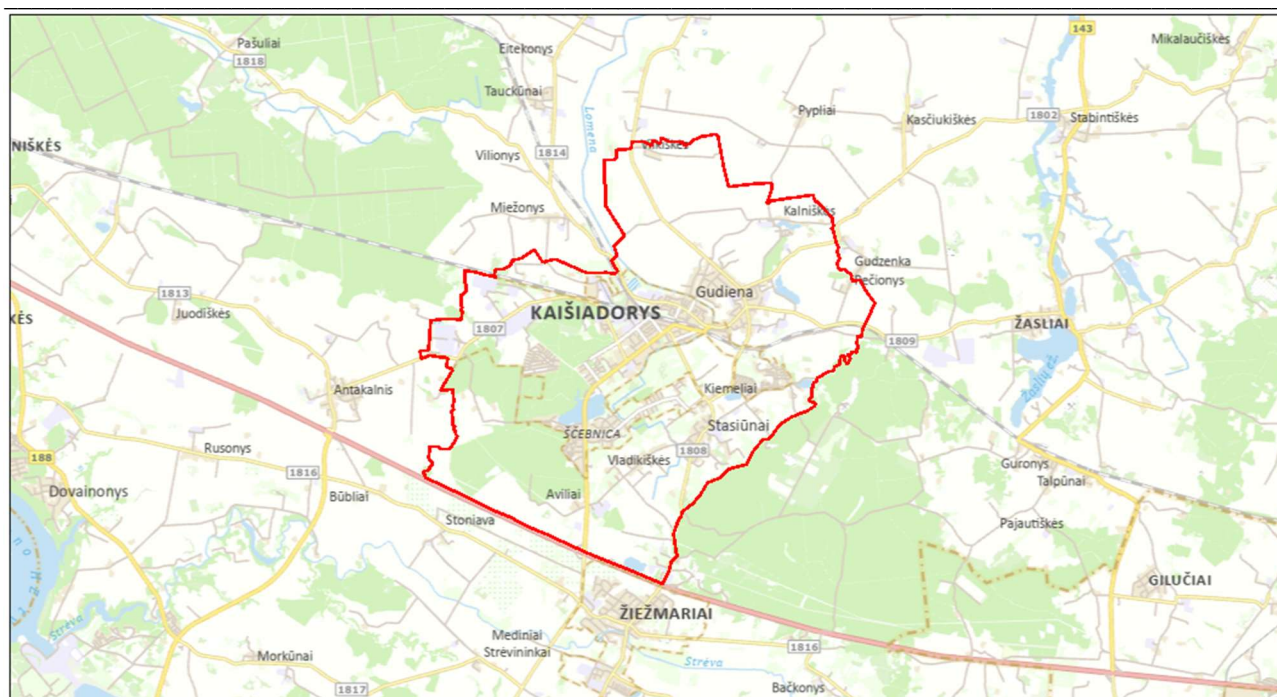 143
Pašuliai
1818
Eitekonys
Mikalaučiškės
Tauckūnai
Lomena
Pypliai
1802
Stabintiškės
Kasčiukiškės
NIŠKĖS
1814
Vilionys
Miežonys
Kalniškės
Gudzenka
Pečionys
1813
Juodiškės
Gudiena
KAIŠIADORYS
KĖS
1807
ŽASLIAI
1809
Antakalnis
Kiemeliai
Žaslių ež.
Stasiūnai
ŠČEBNICA
Rusonys
188
1808
Vladikiškės
Guronys
Talpūnai
1816
Dovainonys
Būbliai
Aviliai
Stoniava
Pajautiškės
GILUČIAI
ŽIEŽMARIAI
Strėva
Mediniai
Strėvininkai
1816
Morkūnai
Strėva
1817
Bačkonys